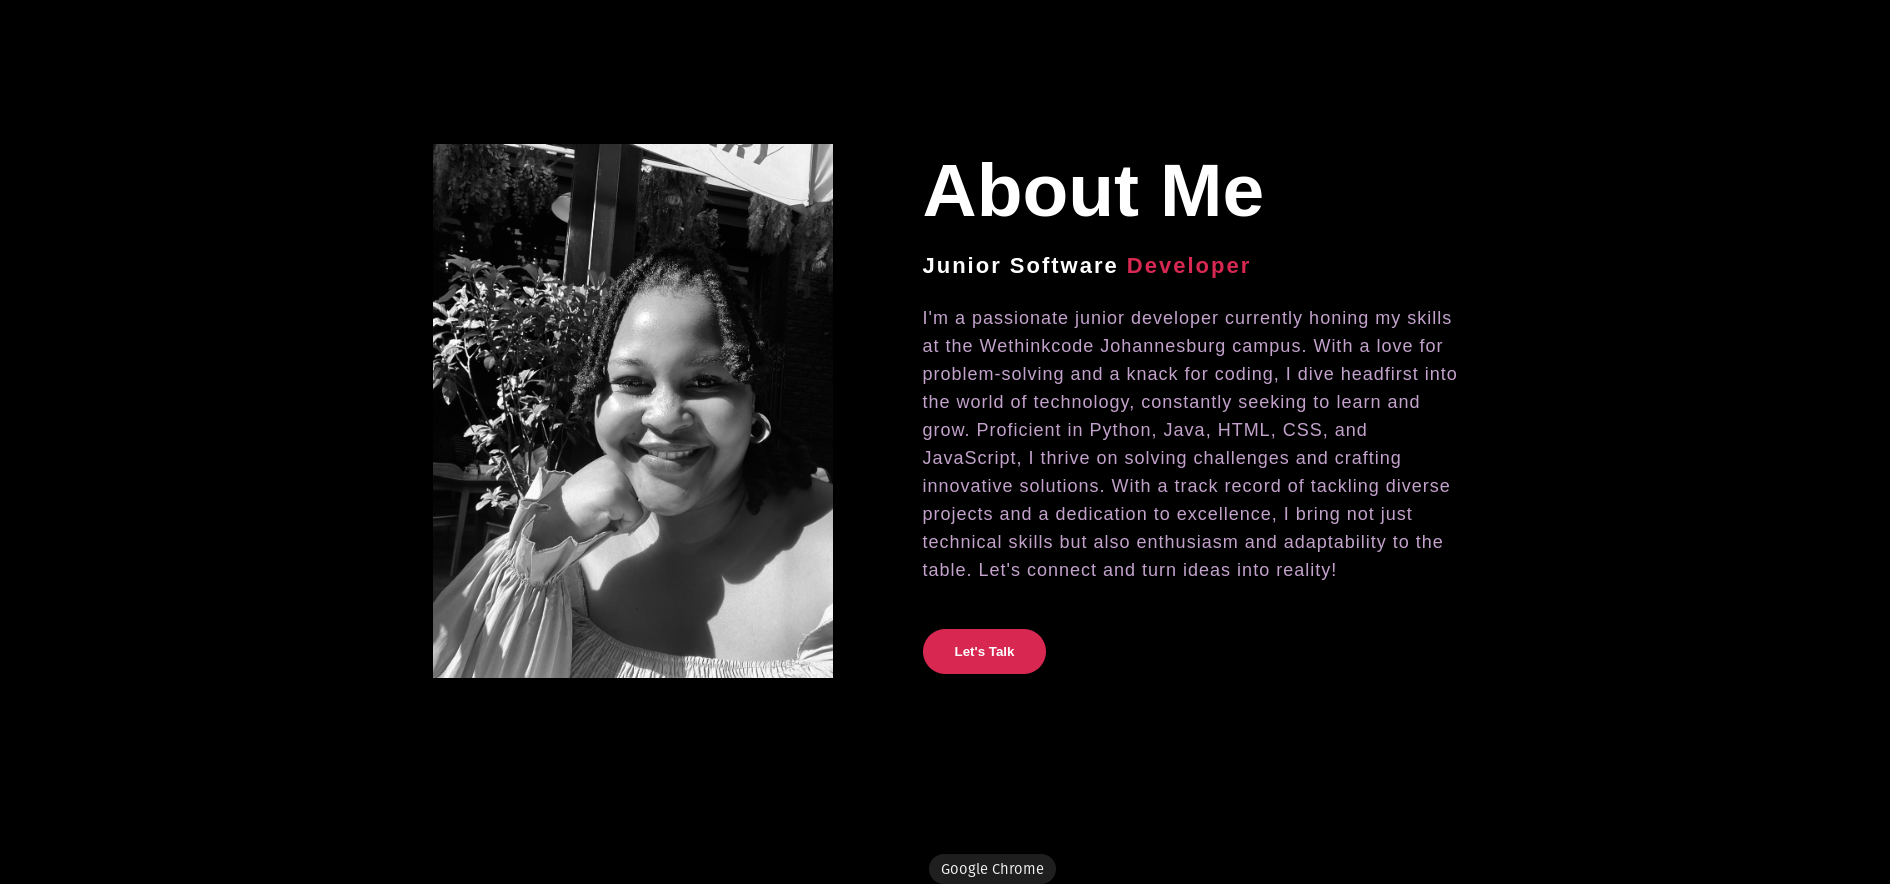 About Me
Junior Software Developer
I'm a passionate junior developer currently honing my skills
at the Wethinkcode Johannesburg campus. With a love for
problem-solving and a knack for coding, I dive headfirst into
the world of technology, constantly seeking to learn and
grow. Proficient in Python, Java, HTML, CSS, and
JavaScript, I thrive on solving challenges and crafting
innovative solutions. With a track record of tackling diverse
projects and a dedication to excellence, I bring not just
technical skills but also enthusiasm and adaptability to the
table. Let's connect and turn ideas into reality!
Let's Talk
Google Chrome